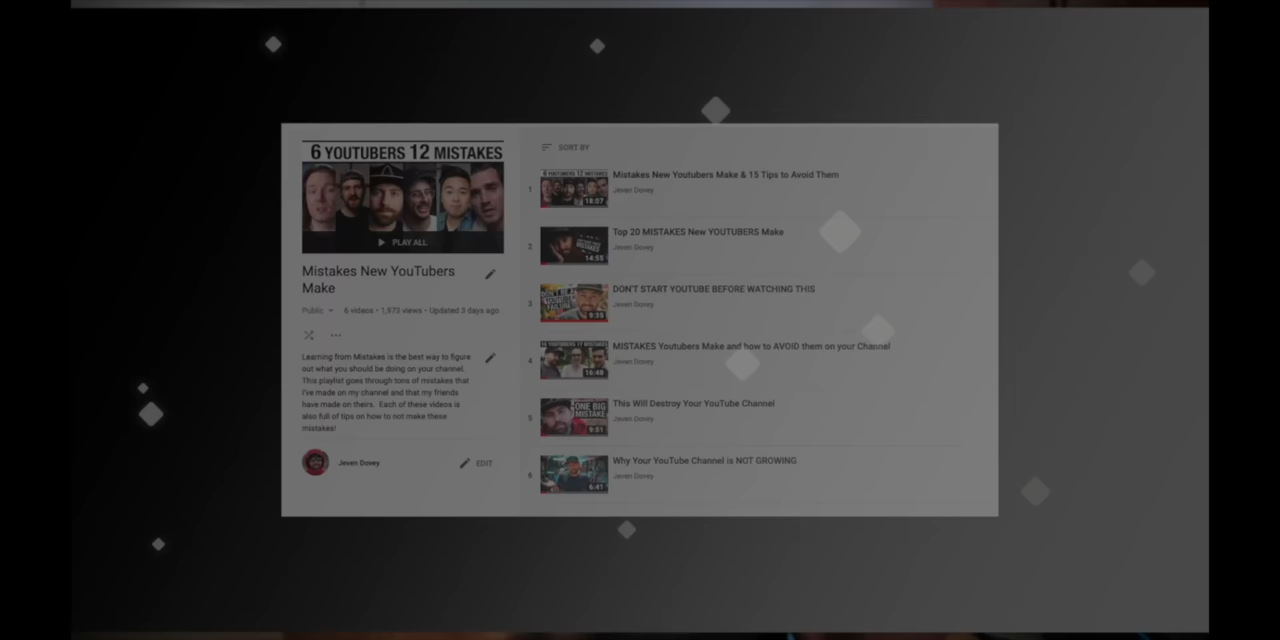 6 YOUTUBERS 12 MISTAKES
PLAY ALL
Mistakes New YouTubers
Make
Public
6 videos • 1,973 views • Updated 3 days ago
Learning from Mistakes is the best way to figure
out what you should be doing on your channel.
This playlist goes through tons of mistakes that
I've made on my channel and that my friends
have made on theirs. Each of these videos is
also full of tips on how to not make these
mistakes!
Jeven Dovey
EDIT
SORT BY
1
6 YOUTUBERS 12 MISTAKES
18:07
Mistakes New Youtubers Make & 15 Tips to Avoid Them
Jeven Dovey
2
14:55
Top 20 MISTAKES New YOUTUBERS Make
Jeven Dovey
3
9:35
DON'T START YOUTUBE BEFORE WATCHING THIS
Jeven Dovey
4
16:48
MISTAKES Youtubers Make and how to AVOID them on your Channel
Jeven Dovey
5
ONE BIG
MISTAKE
9:51
This Will Destroy Your YouTube Channel
Jeven Dovey
6
6:41
Why Your YouTube Channel is NOT GROWING
Jeven Dovey